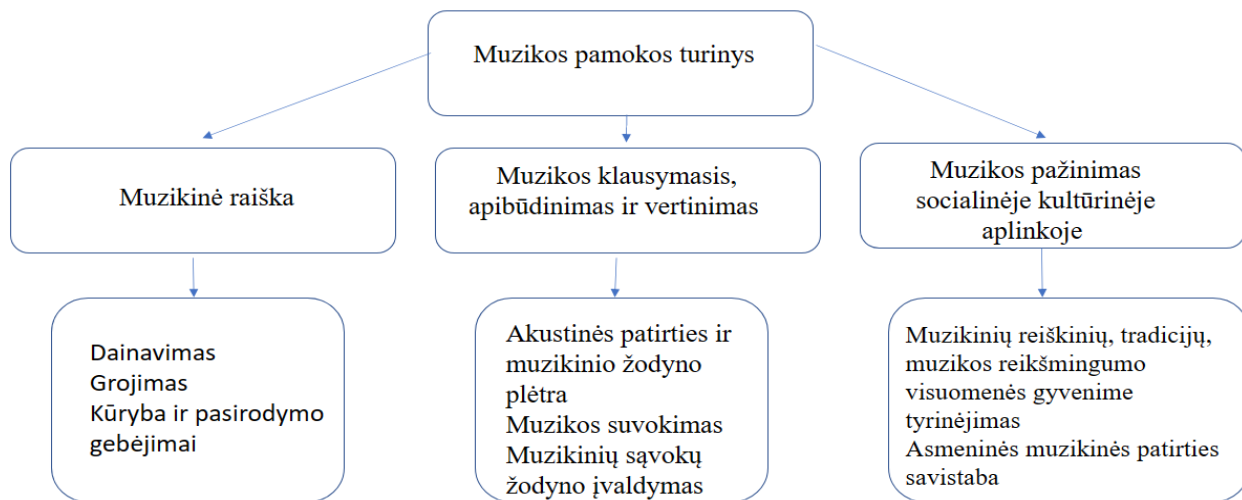 Muzikos pamokos turinys
Muzikinė raiška
Muzikos klausymasis,
apibūdinimas ir vertinimas
Muzikos pažinimas
socialinėje kultūrinėje
aplinkoje
Dainavimas
Grojimas
Kūryba ir pasirodymo
gebėjimai
Akustinės patirties ir
muzikinio žodyno
plėtra
Muzikos suvokimas
Muzikinių sąvokų
žodyno įvaldymas
Muzikinių reiškinių, tradicijų,
muzikos reikšmingumo
visuomenės gyvenime
tyrinėjimas
Asmeninės muzikinės patirties
savistaba